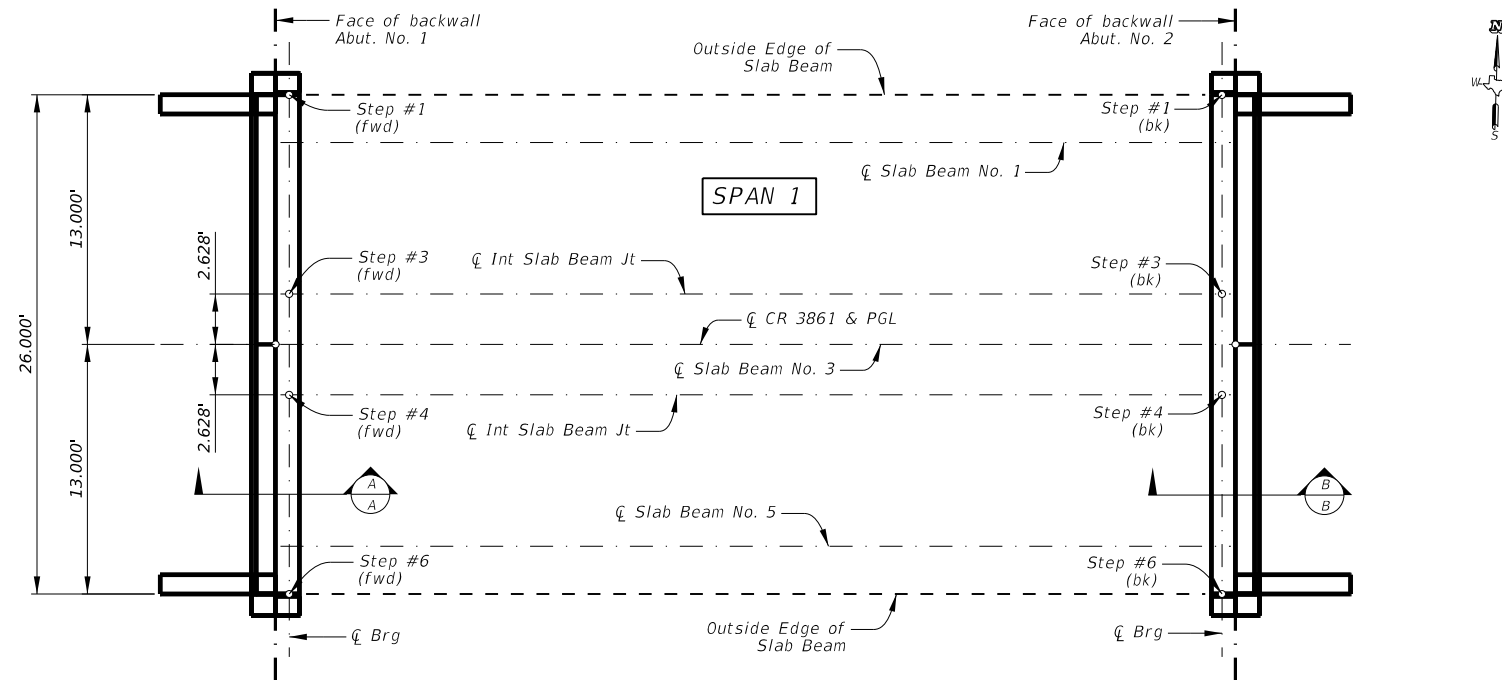 Face of backwall
Abut. No. 1
Face of backwall
Abut. No. 2
Outside Edge of
Slab Beam
N
W
S
Step #1
(fwd)
Step #1
(bk)
℄ Slab Beam No. 1
SPAN 1
13.000'
2.628'
Step #3
(fwd)
℄ Int Slab Beam Jt
Step #3
(bk)
℄ CR 3861 & PGL
26.000'
℄ Slab Beam No. 3
2.628'
Step #4
(fwd)
Step #4
(bk)
℄ Int Slab Beam Jt
13.000'
A
A
B
B
℄ Slab Beam No. 5
Step #6
(fwd)
Step #6
(bk)
℄ Brg
Outside Edge of
Slab Beam
℄ Brg